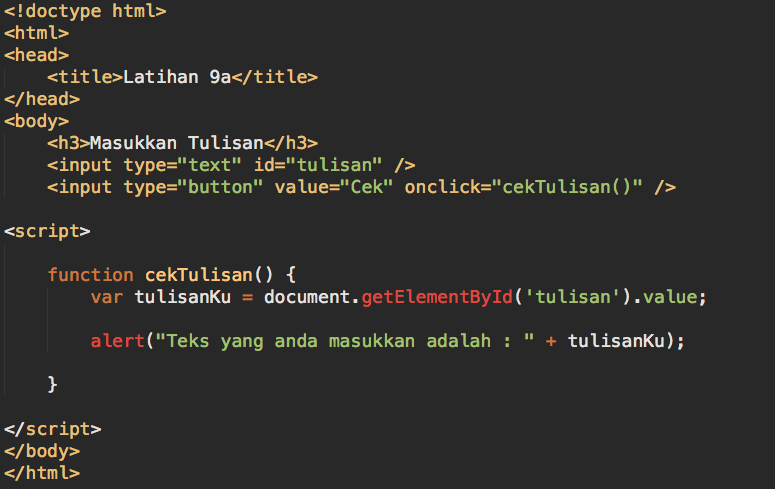 <!doctype html>
<html>
<head>
    <title>Latihan 9a</title>
</head>
<body>
    <h3>Masukkan Tulisan</h3>
    <input type="text" id="tulisan" />
    <input type="button" value="Cek" onclick="cekTulisan()" />
<script>
    function cekTulisan() {
        var tulisanKu = document.getElementById('tulisan').value;
        alert("Teks yang anda masukkan adalah : " + tulisanKu);
    }
</script>
</body>
</html>